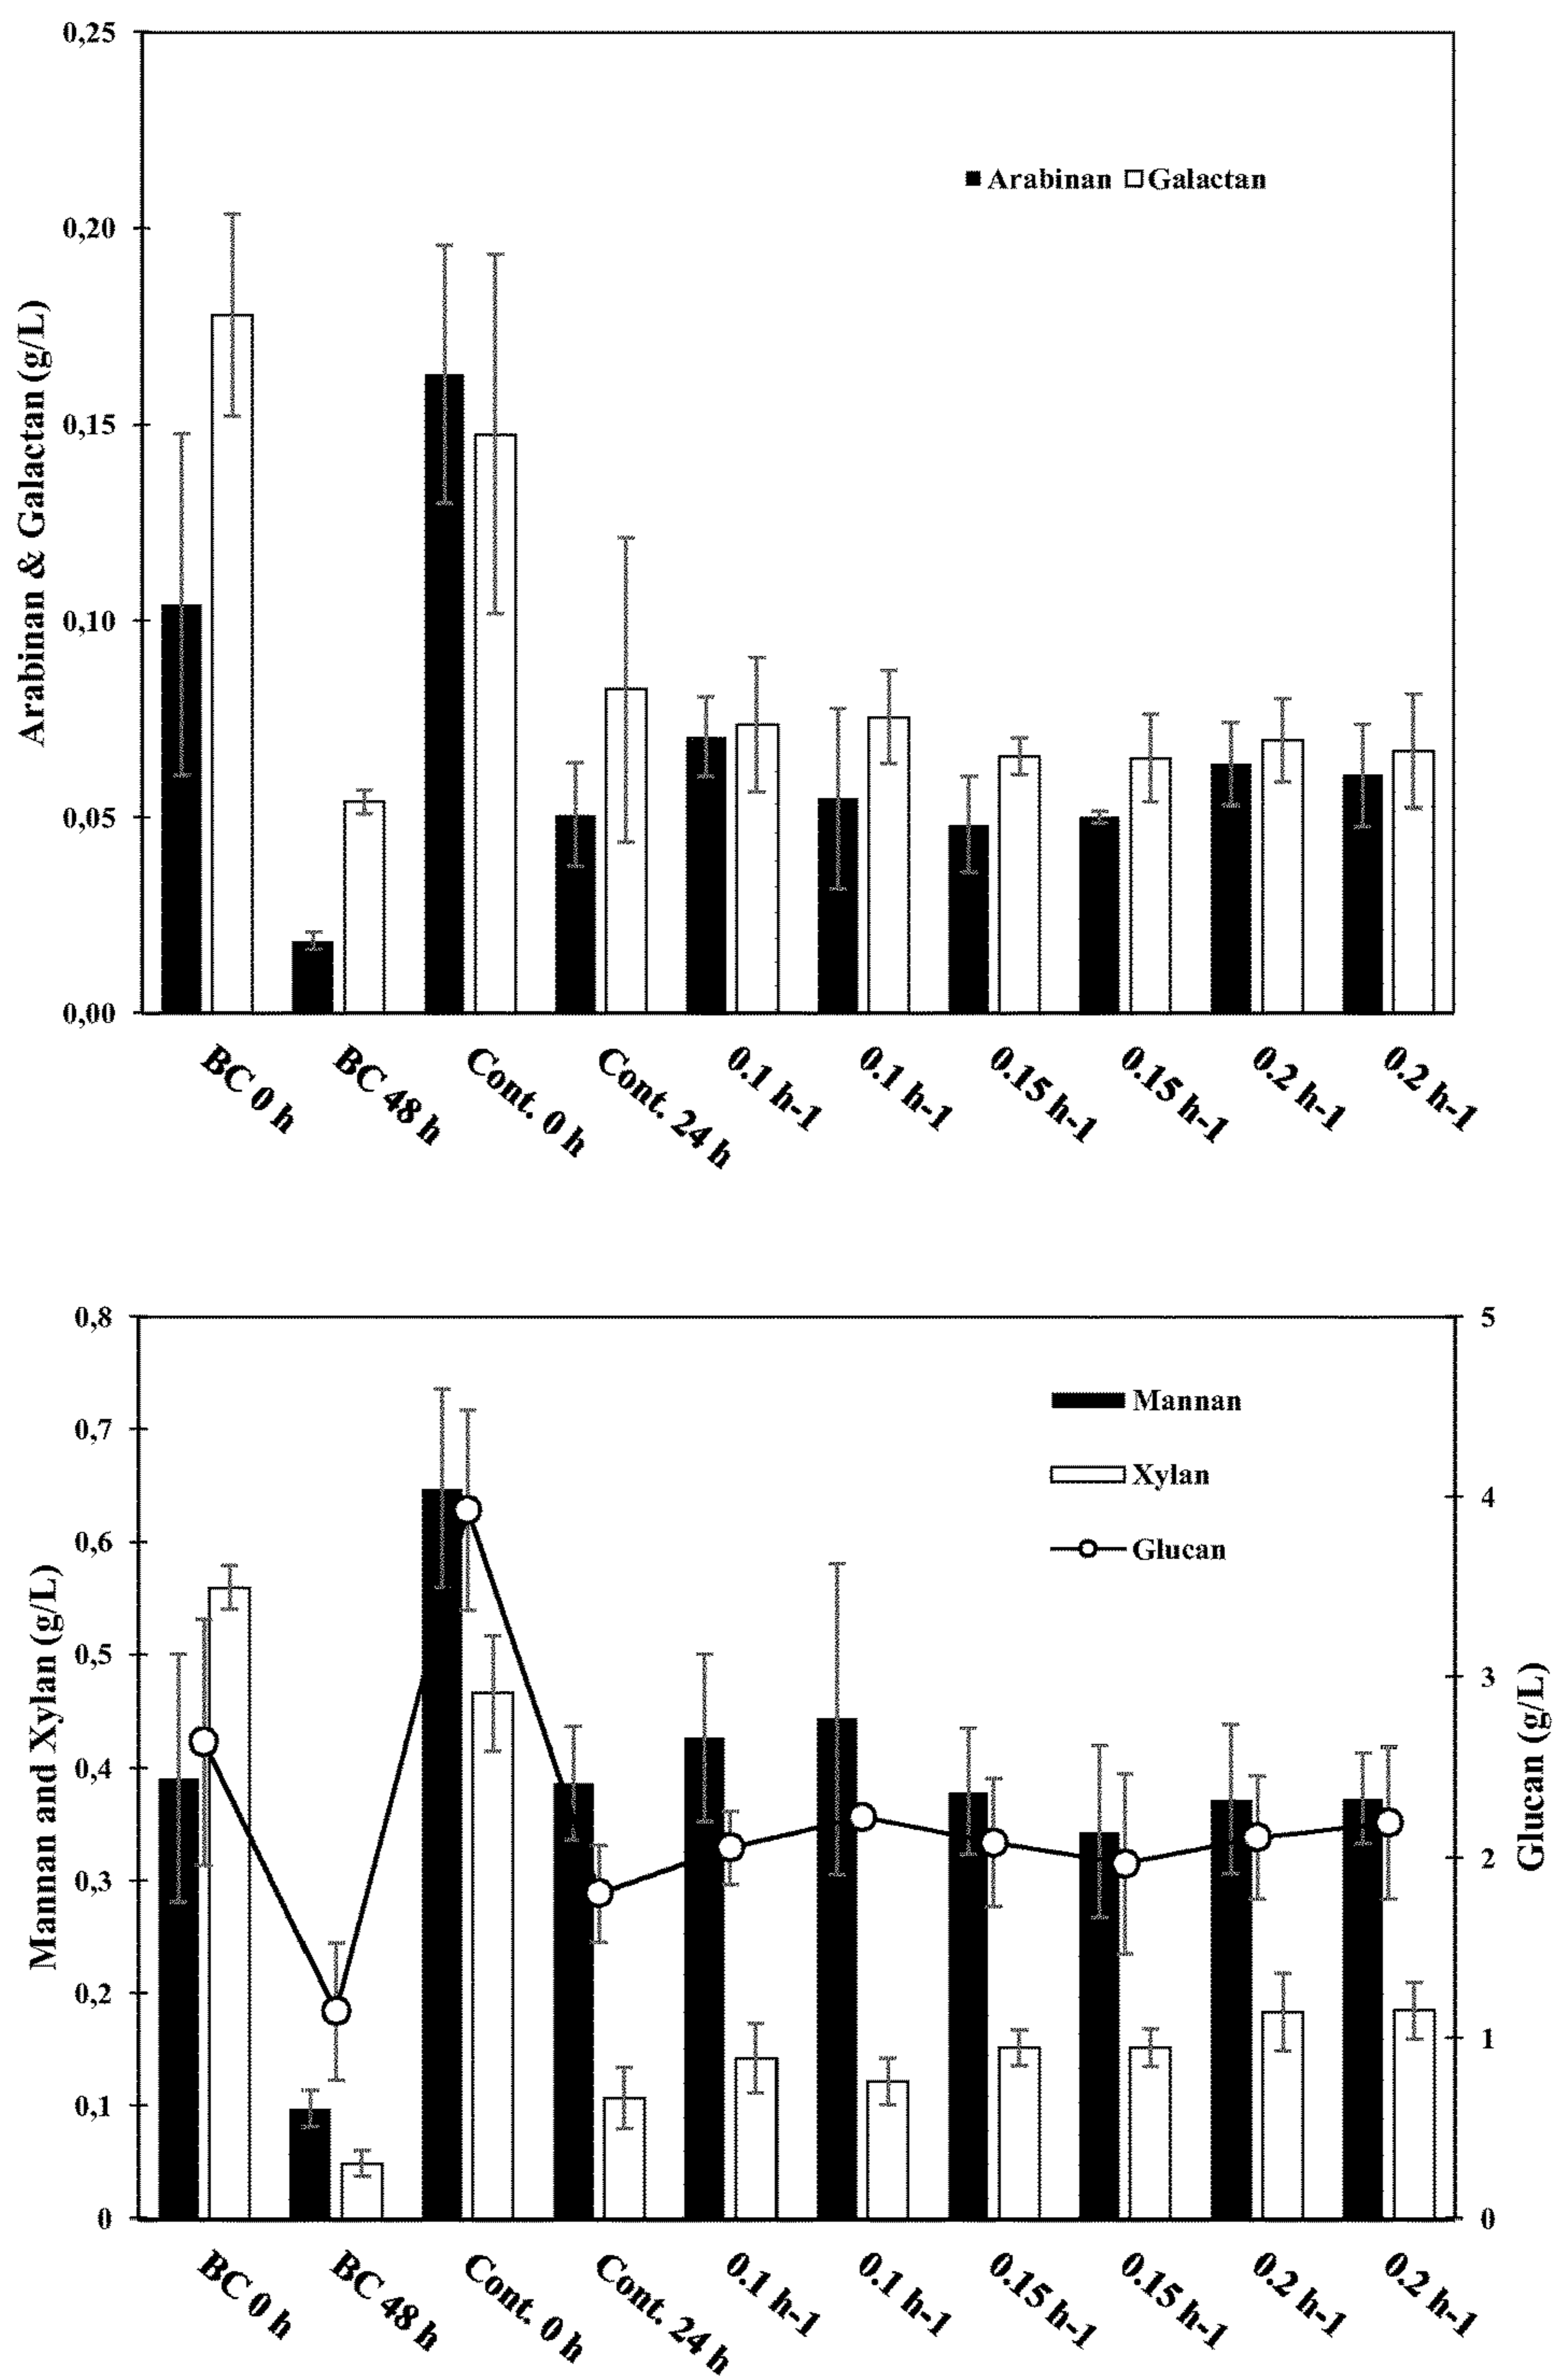 0,25
0,20
0,15
0,10
0,05
0,00
Arabinan & Galactan (g/L)
Arabinan Galactan
BC 0 h
BC 48 h
Cont. 0 h
Cont. 24 h
0.1 h-1
0.1 h-1
0.15 h-1
0.15 h-1
0.2 h-1
0.2 h-1
0,8
0,7
0,6
0,5
0,4
0,3
0,2
0,1
0
Mannan and Xylan (g/L)
Mannan
Xylan
Glucan
5
4
3
2
1
0
Glucan (g/L)
BC 0 h
BC 48 h
Cont. 0 h
Cont. 24 h
0.1 h-1
0.1 h-1
0.15 h-1
0.15 h-1
0.2 h-1
0.2 h-1